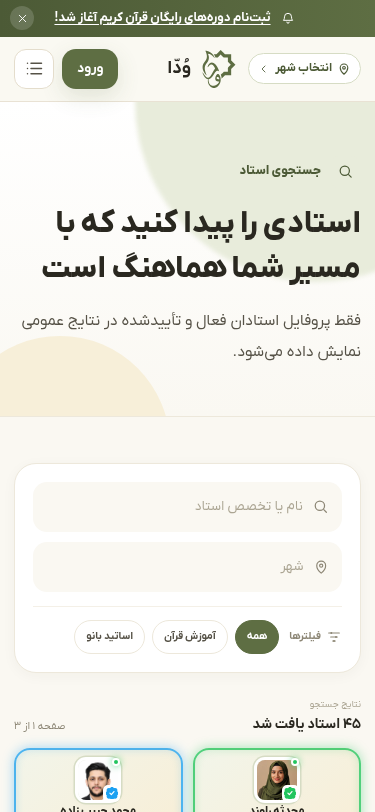 ثبت‌نام دوره‌های رایگان قرآن کریم آغاز شد!
انتخاب شهر
وُدّا
ورود
جستجوی استاد
استادی را پیدا کنید که با
مسیر شما هماهنگ است
فقط پروفایل استادان فعال و تأییدشده در نتایج عمومی
نمایش داده می‌شود.
نام یا تخصص استاد
شهر
فیلترها همه آموزش قرآن اساتید بانو
نتایج جستجو
۴۵ استاد یافت شد
صفحه ۱ از ۳